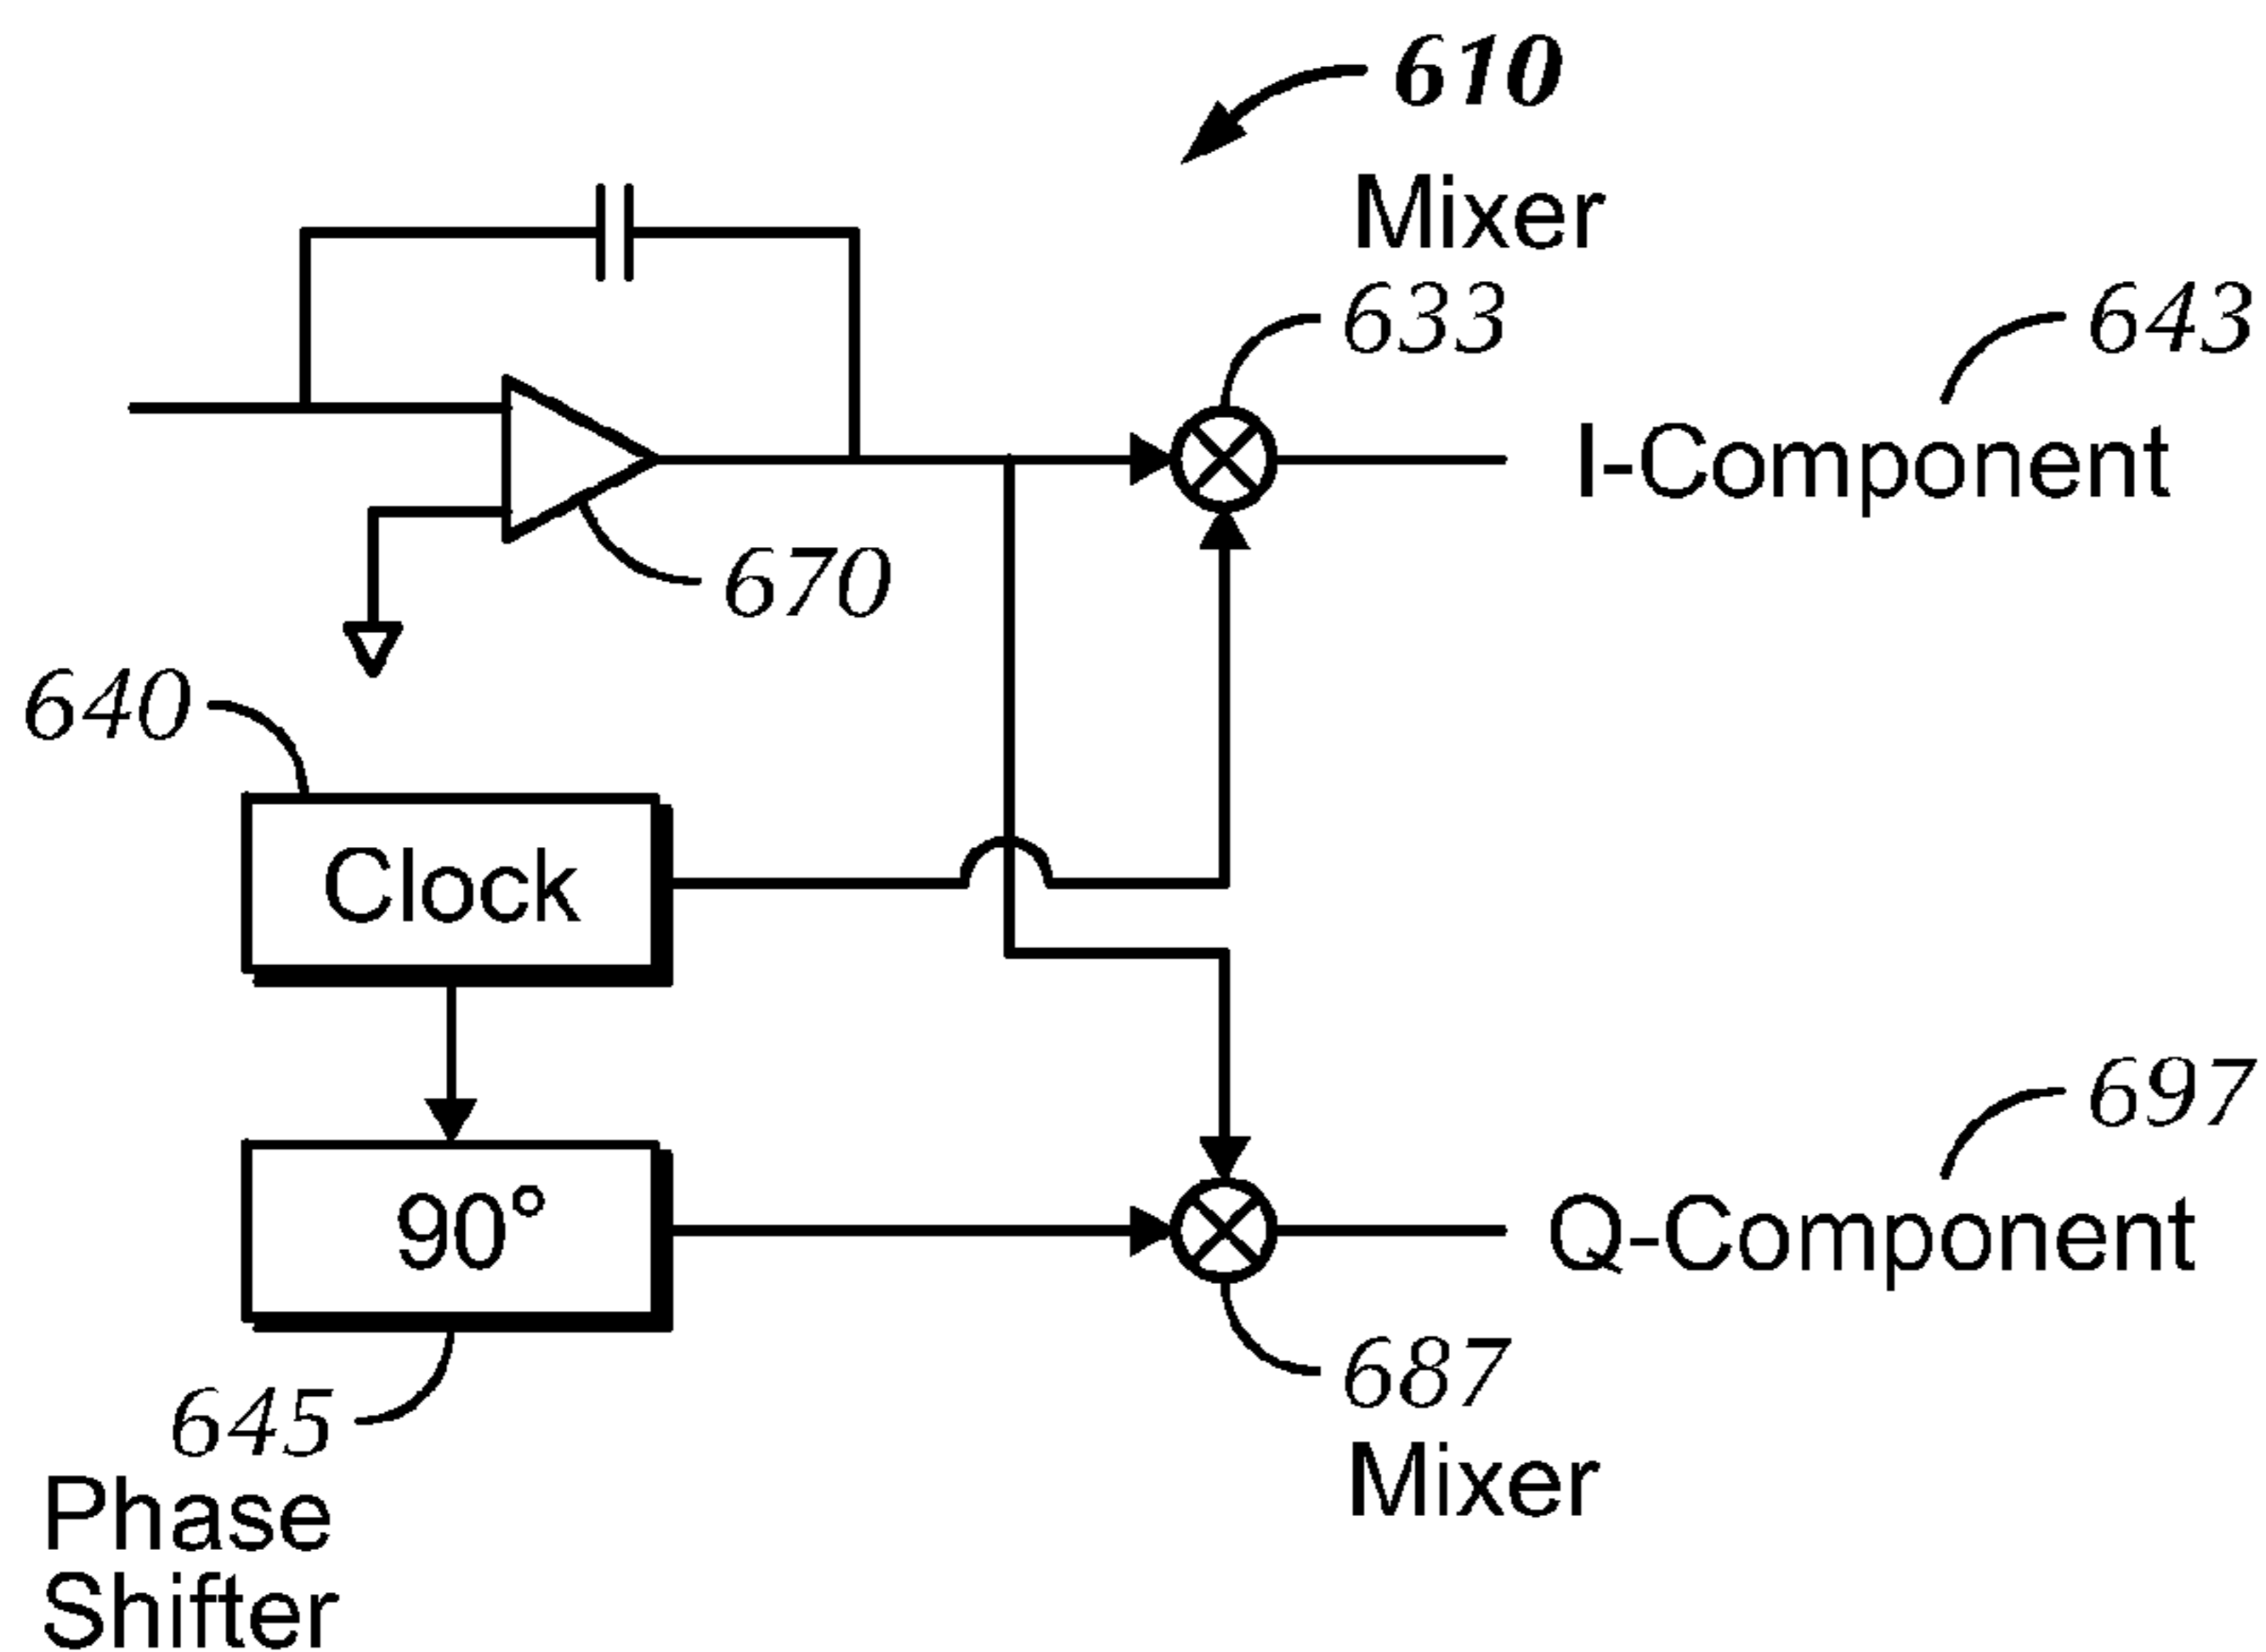 610
Mixer
633
643
I-Component
670
640
Clock
697
90°
Q-Component
687
Mixer
645
Phase
Shifter